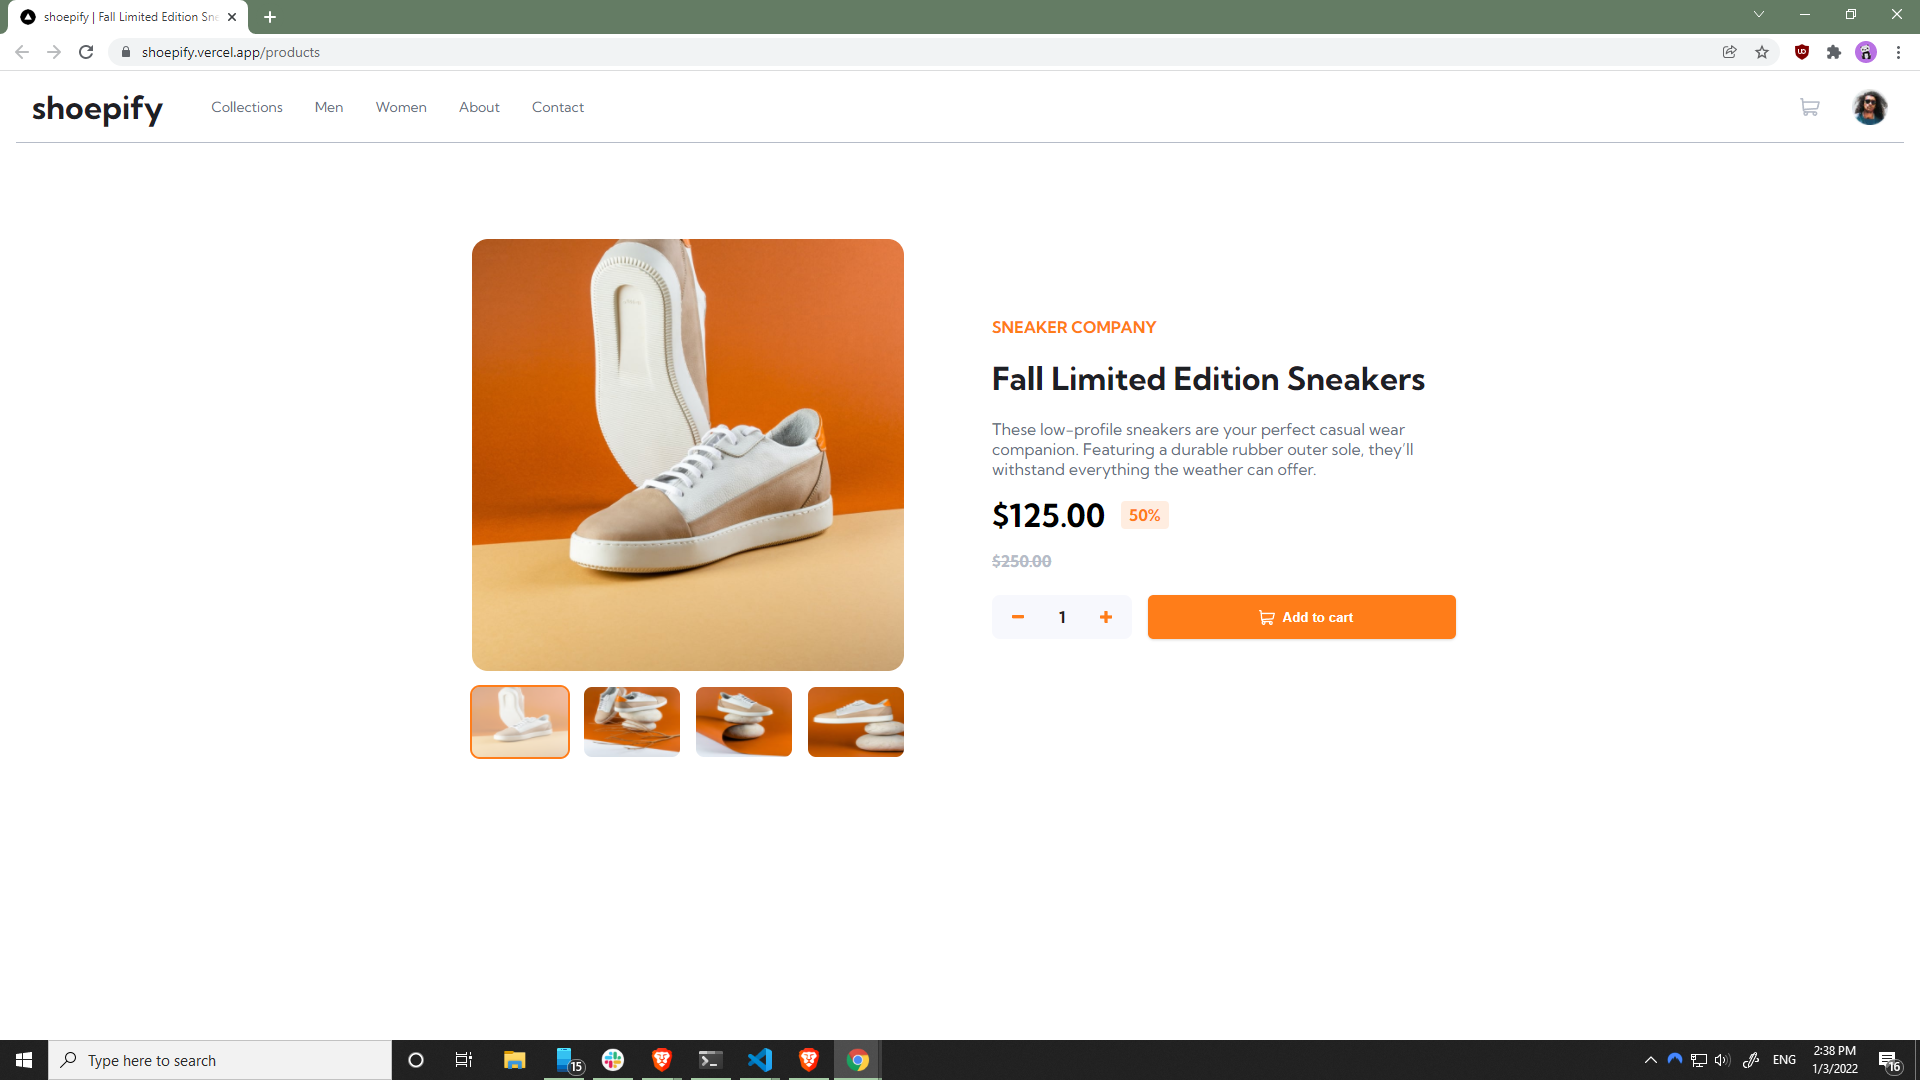 shoepify | Fall Limited Edition Sne
shoepify.vercel.app/products
shoepify
Collections
Men
Women
About
Contact
SNEAKER COMPANY
Fall Limited Edition Sneakers
These low-profile sneakers are your perfect casual wear
companion. Featuring a durable rubber outer sole, they'll
withstand everything the weather can offer.
$125.00
50%
$250.00
1
Add to cart
Type here to search
15
ENG
2:38 PM
1/3/2022
16